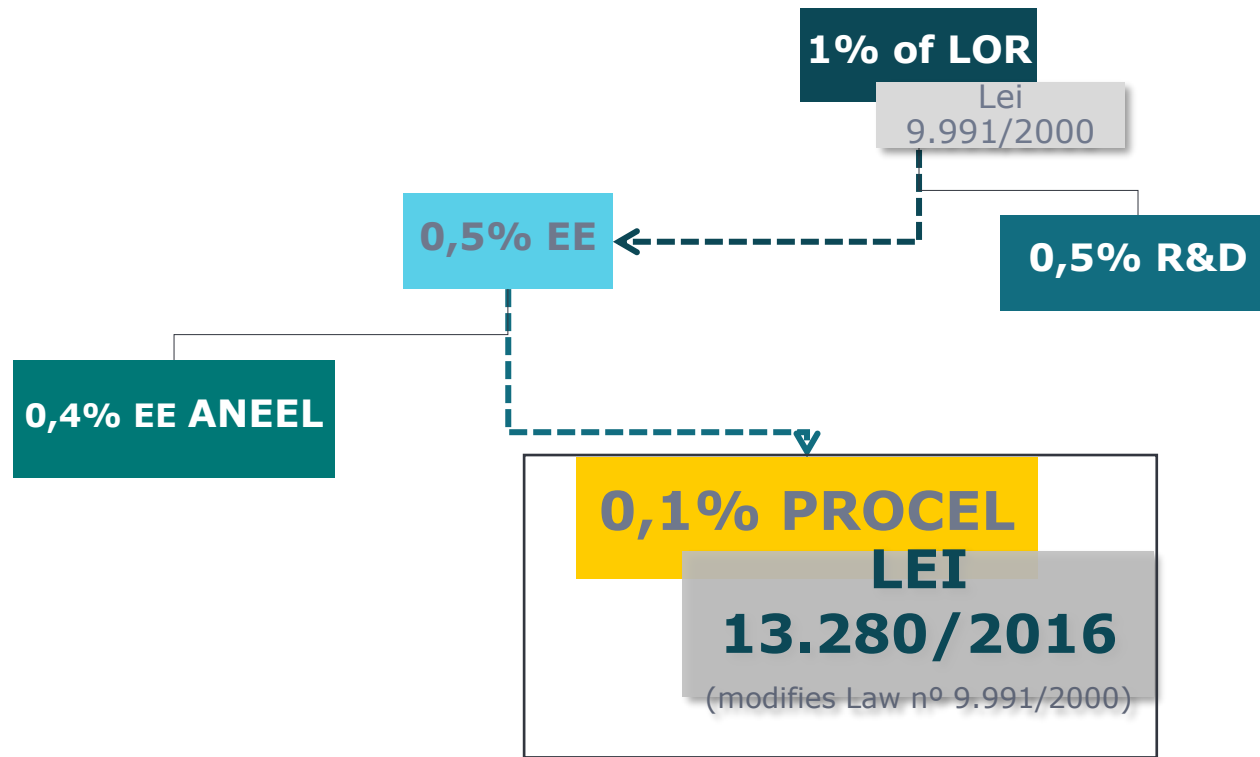 1% of LOR
Lei
9.991/2000
0,5% EE
0,5% R&D
0,4% EE ANEEL
0,1% PROCEL
LEI
13.280/2016
(modifies Law nº 9.991/2000)